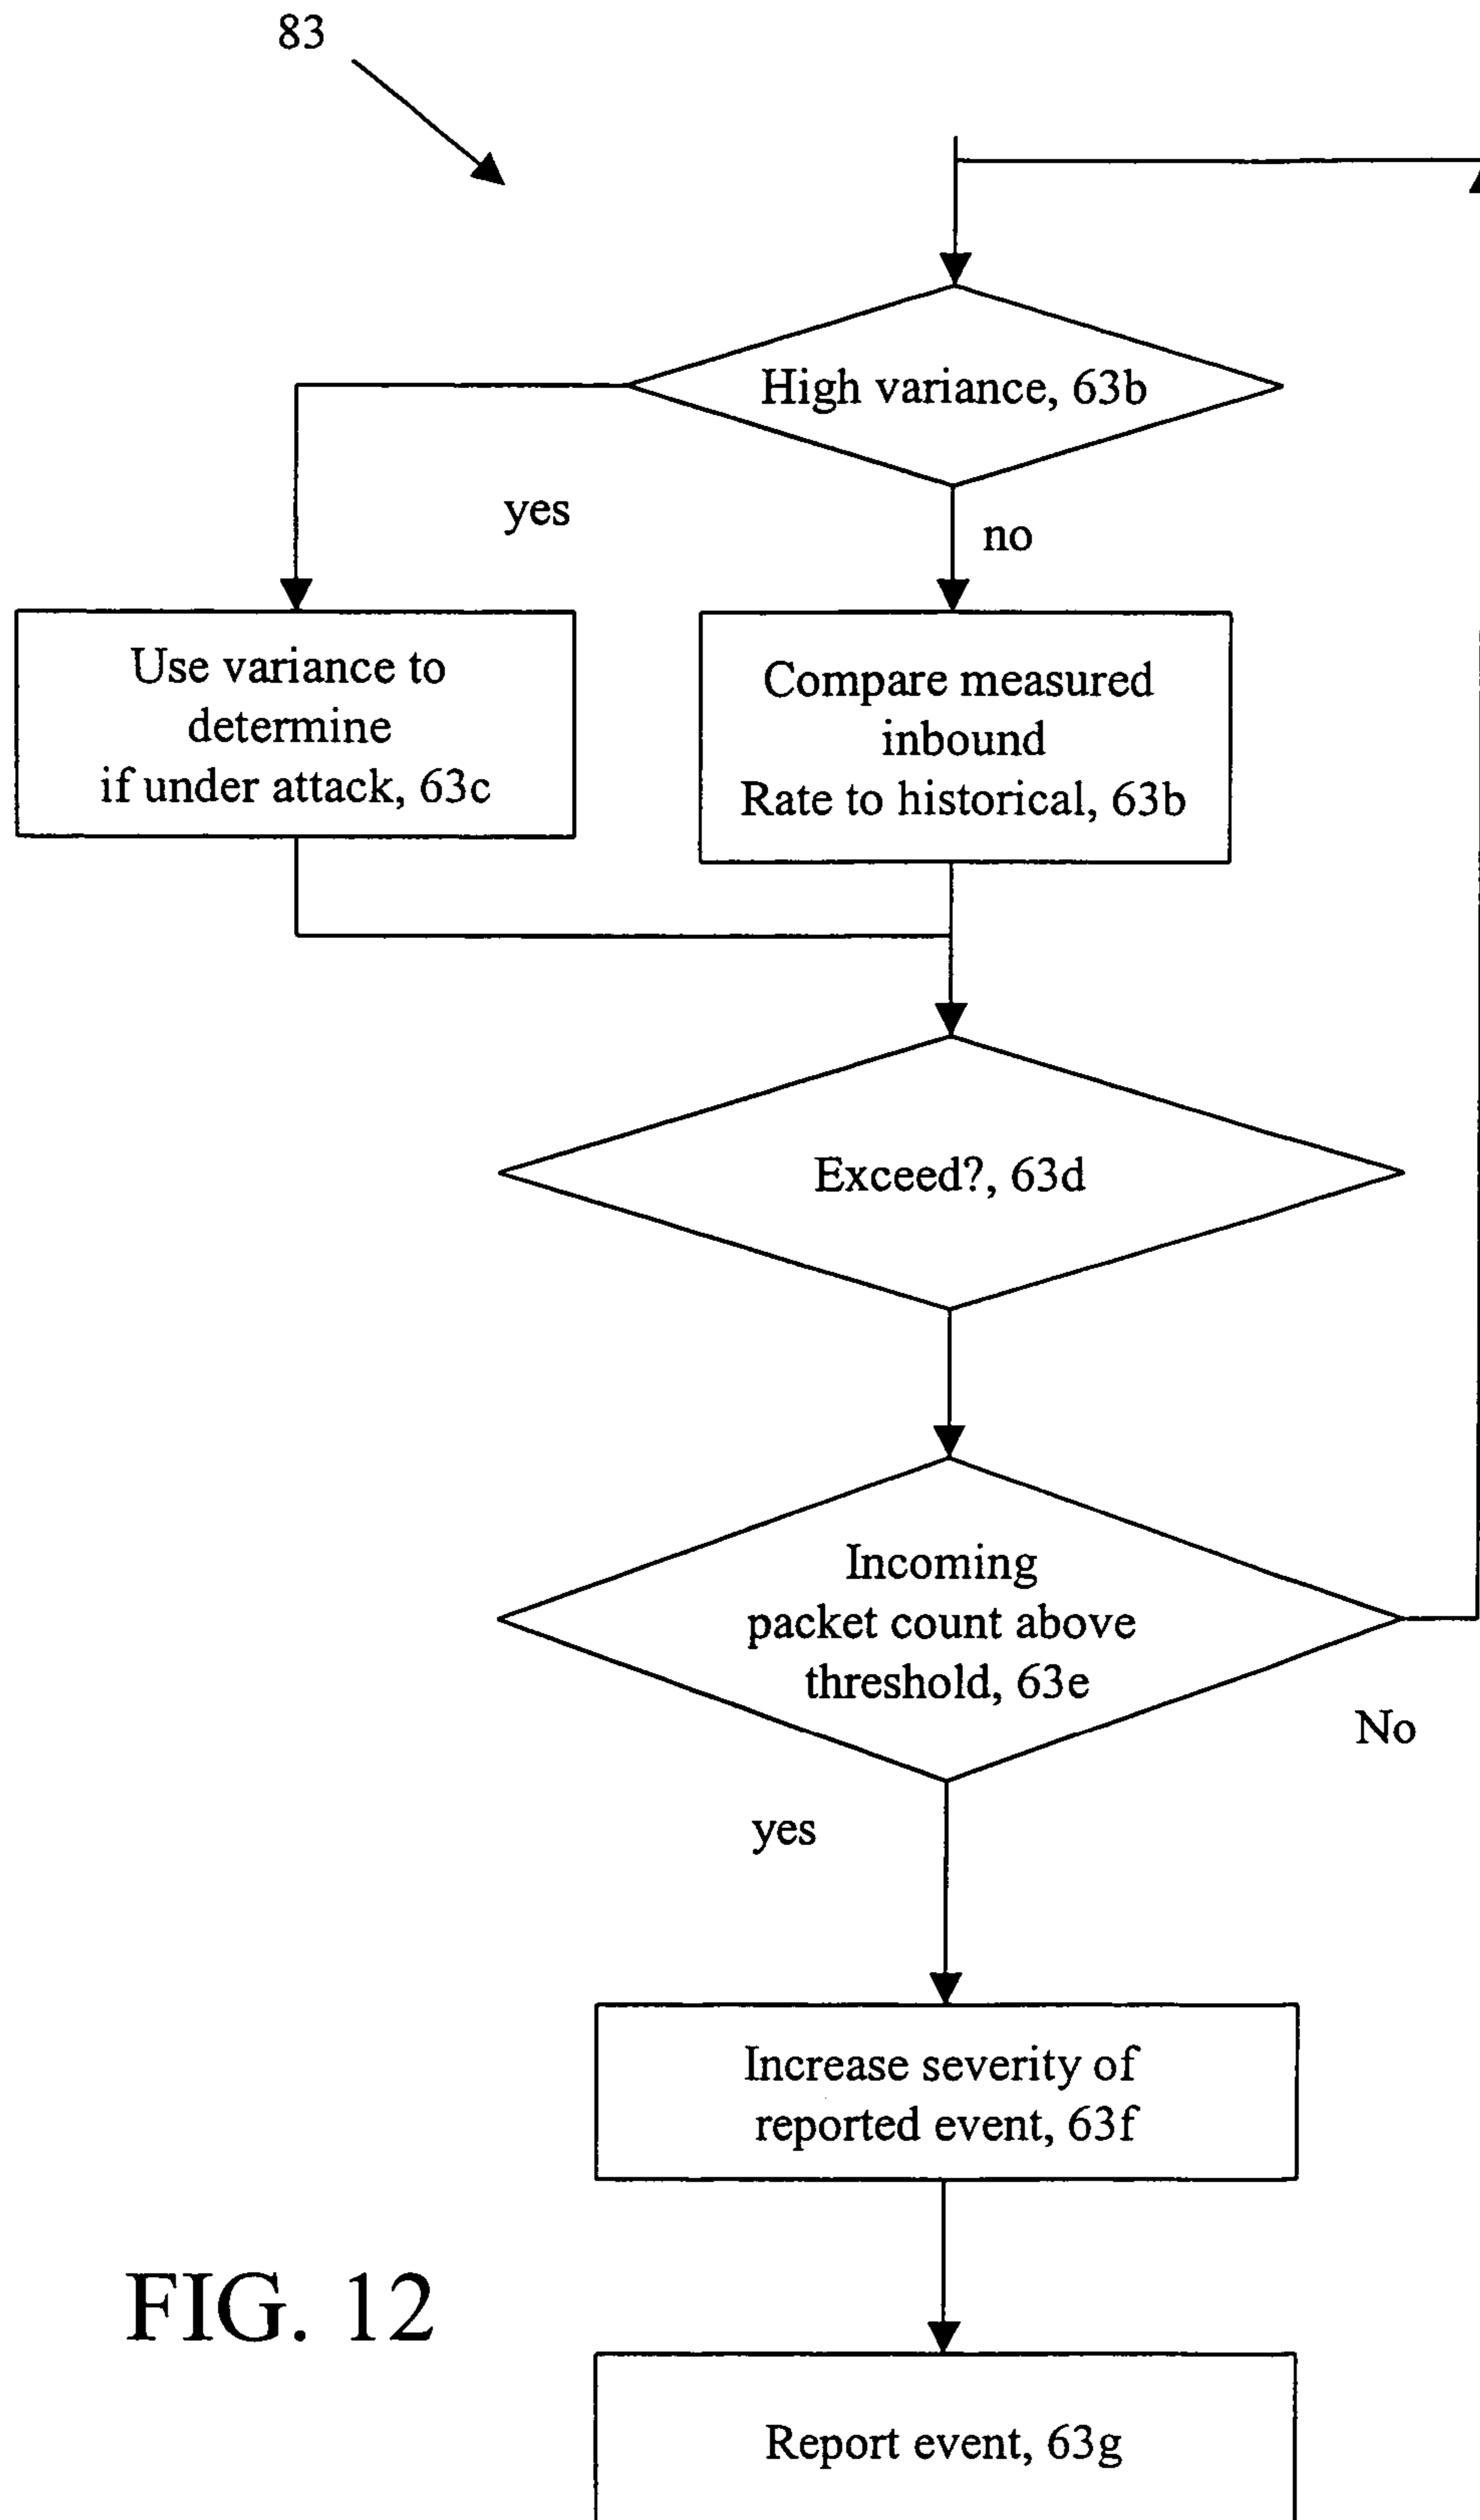 83
High variance, 63b
yes
no
Use variance to
determine
if under attack, 63c
Compare measured
inbound
Rate to historical, 63b
Exceed?, 63d
Incoming
packet count above
threshold, 63e
No
yes
Increase severity of
reported event, 63f
FIG. 12
Report event, 63g